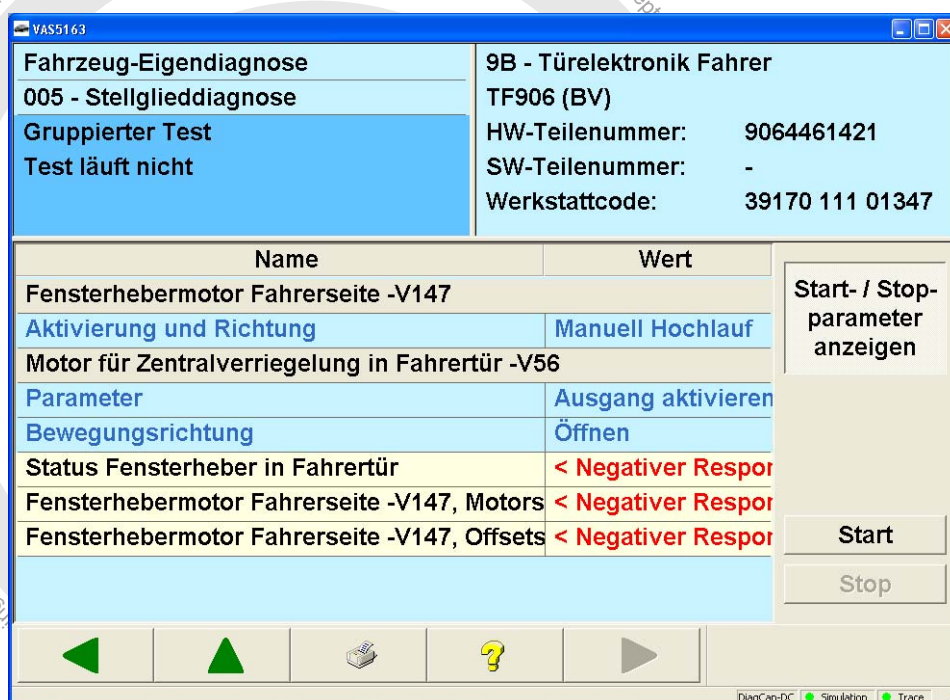 VAS5163
Fahrzeug-Eigendiagnose
005 - Stellglieddiagnose
Gruppierter Test
Test läuft nicht
9B - Türelektronik Fahrer
TF906 (BV)
HW-Teilenummer: 9064461421
SW-Teilenummer: -
Werkstattcode: 39170 111 01347
Name Wert
Fensterhebermotor Fahrerseite -V147
Aktivierung und Richtung Manuell Hochlauf
Motor für Zentralverriegelung in Fahrertür -V56
Parameter Ausgang aktivieren
Bewegungsrichtung Öffnen
Status Fensterheber in Fahrertür < Negativer Respor
Fensterhebermotor Fahrerseite -V147, Motors < Negativer Respor
Fensterhebermotor Fahrerseite -V147, Offsets < Negativer Respor
Start- / Stop-
parameter
anzeigen
Start
Stop
DiagCap-DC Simulation Trace